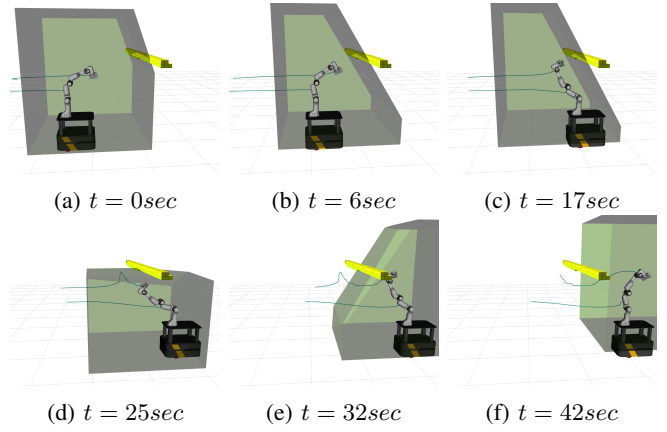 (a) t = 0sec
(b) t = 6sec
(c) t = 17sec
(d) t = 25sec
(e) t = 32sec
(f) t = 42sec